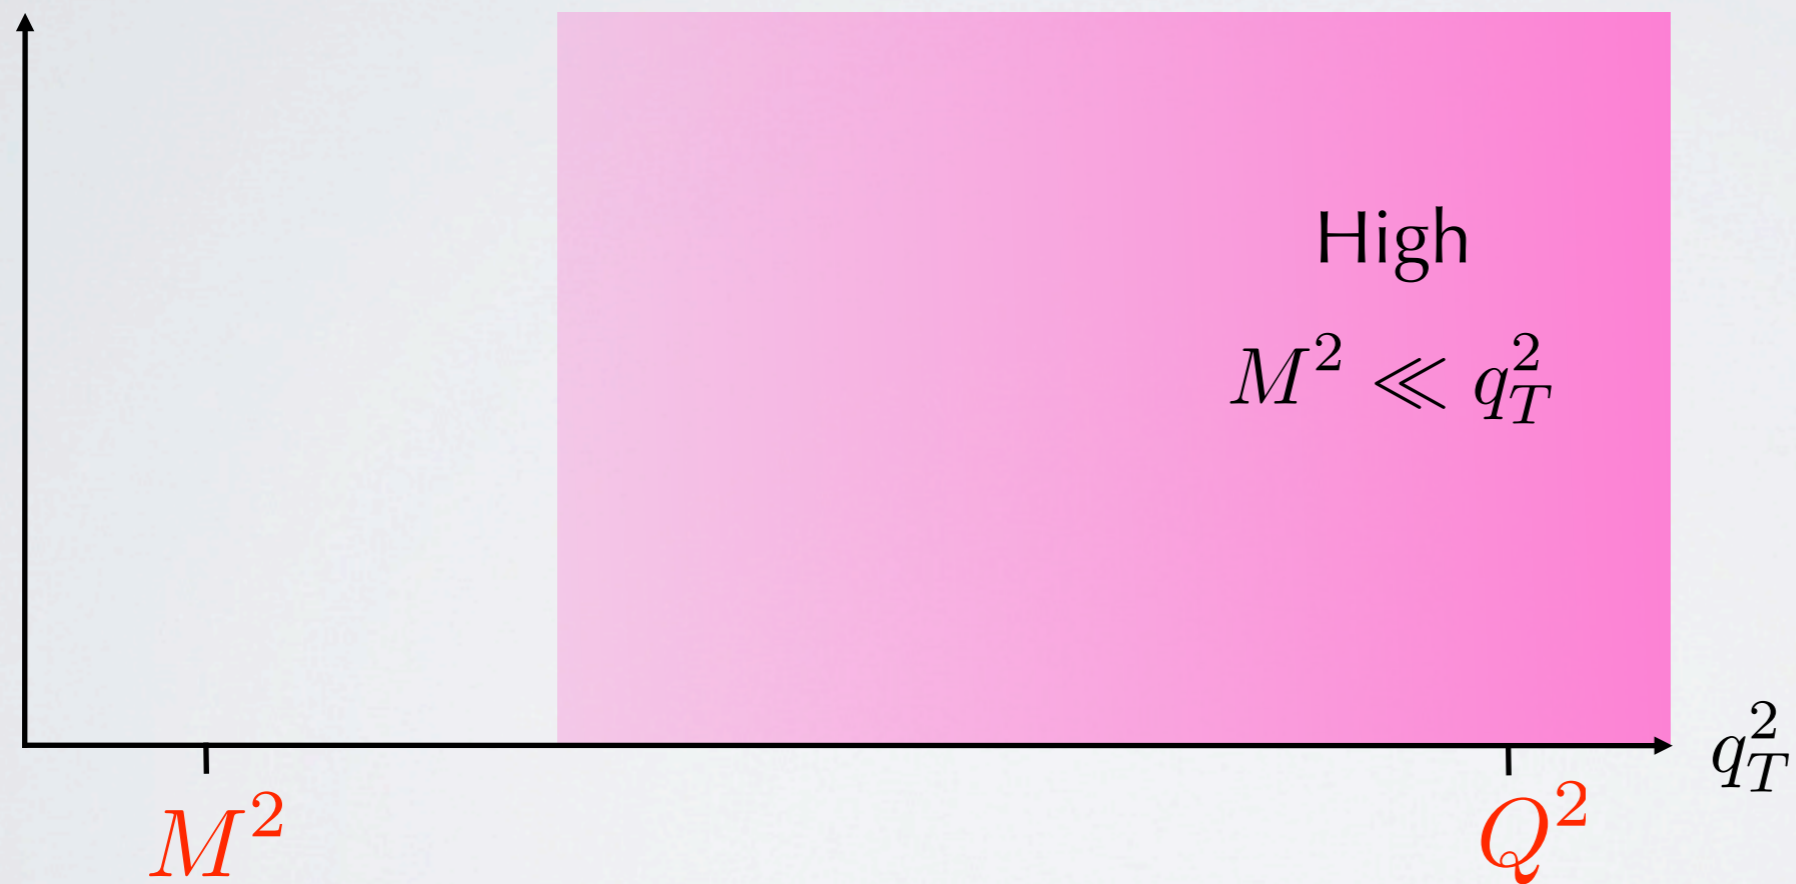 High
M² ≪ q_T²
q_T²
M²
Q²